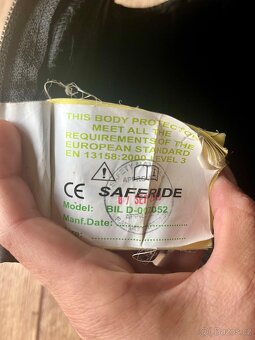 THIS BODY PROTECTOR
MEET ALL THE
REQUIREMENTS OF THE
EUROPEAN STANDARD
EN 13158:2000 LEVEL 3
CE SAFERIDE
Model: BIL D-01052
Manf.Date: